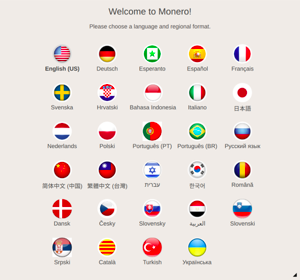 Welcome to Monero!
Please choose a language and regional format.
English (US) Deutsch Esperanto Español Français
Svenska Hrvatski Bahasa Indonesia Italiano 日本語
Nederlands Polski Português (PT) Português (BR) Русский язык
简体中文 (中国) 繁體中文 (台灣) עברית 한국어 Română
Dansk Česky Slovensky العربية Slovenski
Srpski Català Turkish Українська